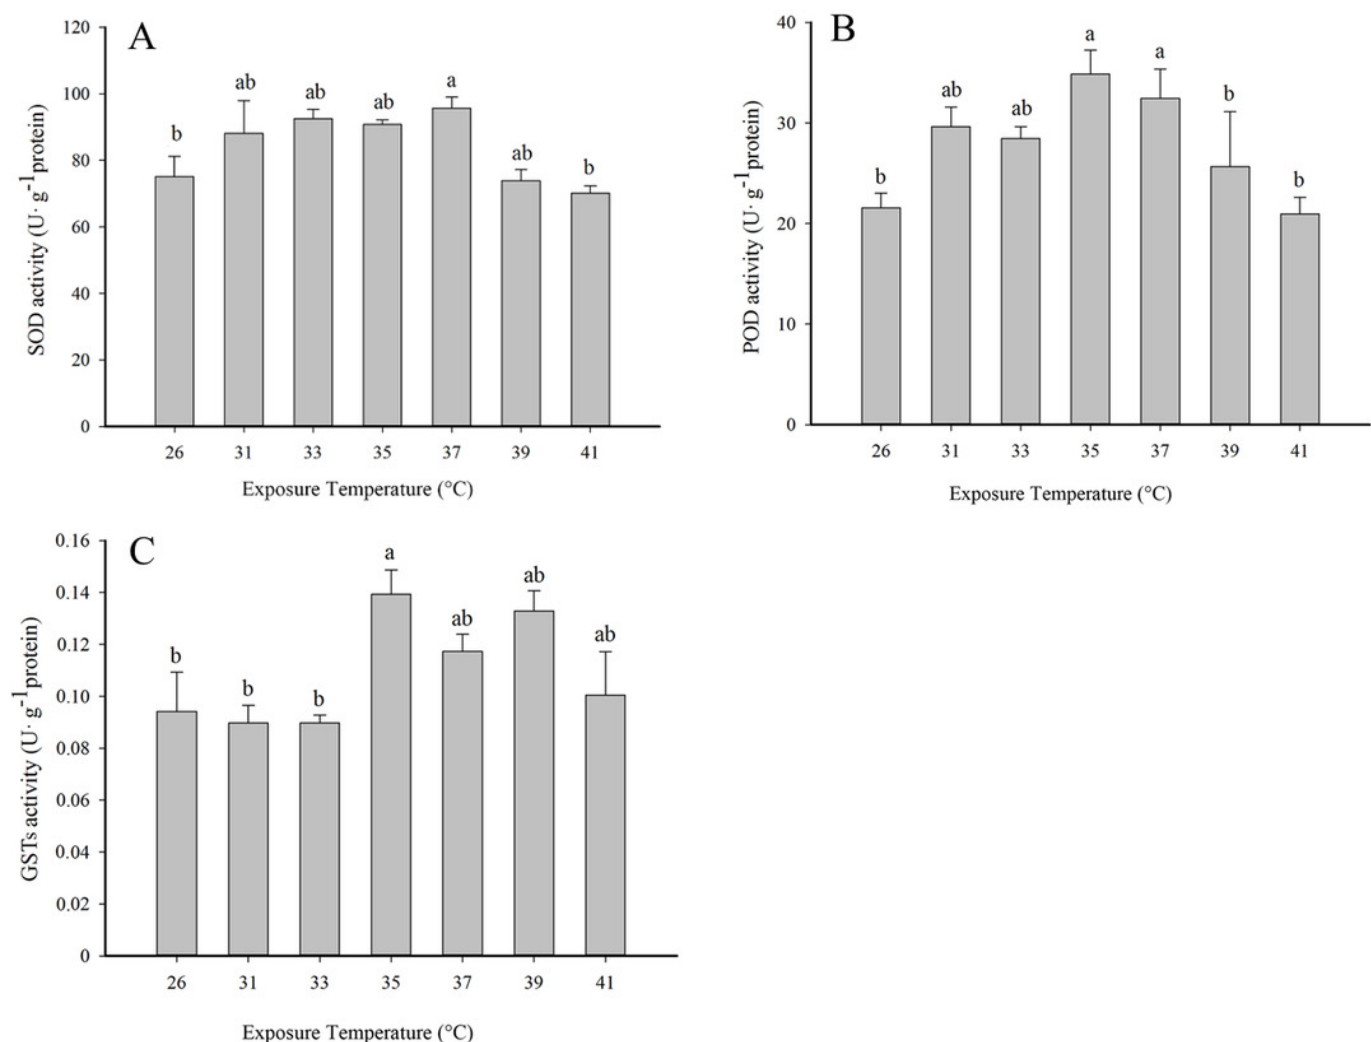 A
SOD activity (U· g⁻¹protein)
120
100
80
60
40
20
0
b
ab
ab
ab
a
ab
b
26 31 33 35 37 39 41
Exposure Temperature (°C)
B
POD activity (U· g⁻¹protein)
40
30
20
10
0
b
ab
ab
a
a
b
b
26 31 33 35 37 39 41
Exposure Temperature (°C)
C
GSTs activity (U· g⁻¹protein)
0.16
0.14
0.12
0.10
0.08
0.06
0.04
0.02
0
b
b
b
a
ab
ab
ab
26 31 33 35 37 39 41
Exposure Temperature (°C)